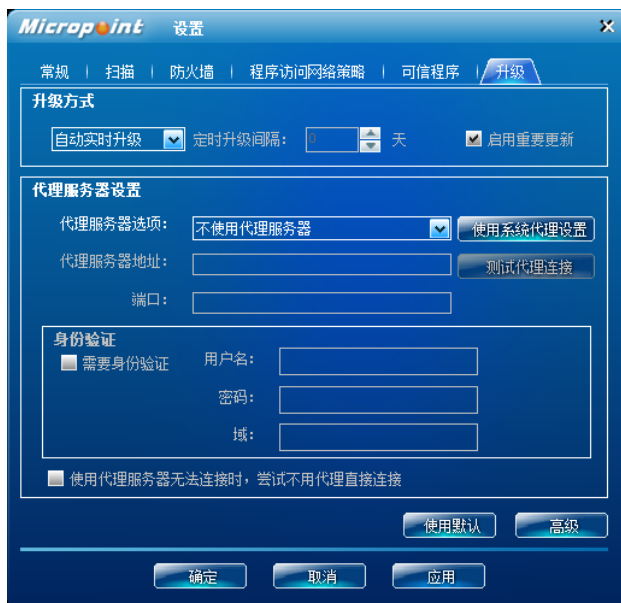 Micropoint 设置
常规 | 扫描 | 防火墙 | 程序访问网络策略 | 可信程序 | 升级
升级方式
自动实时升级 定时升级间隔: 0 天 启用重要更新
代理服务器设置
代理服务器选项: 不使用代理服务器 使用系统代理设置
代理服务器地址: 测试代理连接
端口:
身份验证
需要身份验证 用户名:
密码:
域:
使用代理服务器无法连接时，尝试不用代理直接连接
使用默认 高级
确定 取消 应用